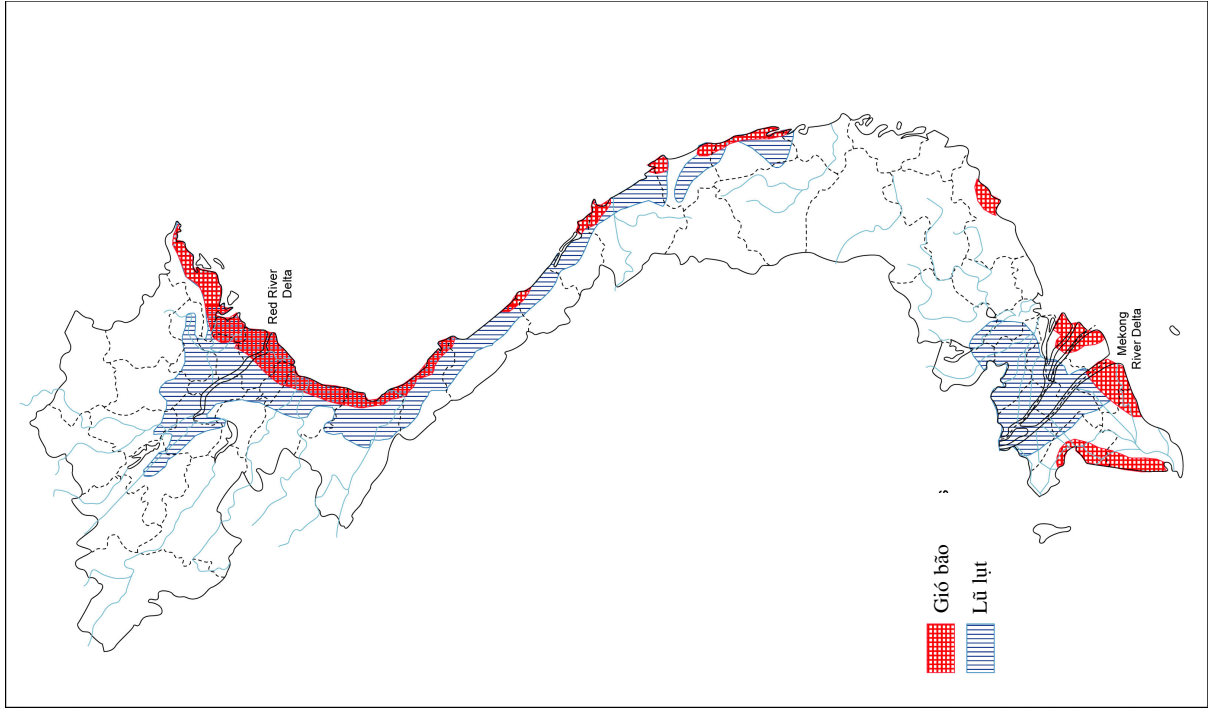 Red River
Delta
Mekong
River Delta
Gió bão
Lũ lụt